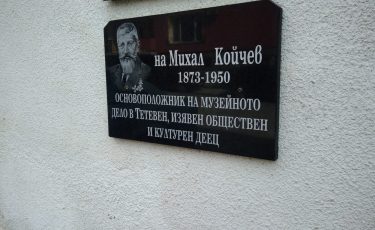 на Михал Койчев
1873-1950
ОСНОВОПОЛОЖНИК НА МУЗЕЙНОТО
ДЕЛО В ТЕТЕВЕН, ИЗЯВЕН ОБЩЕСТВЕН
И КУЛТУРЕН ДЕЕЦ